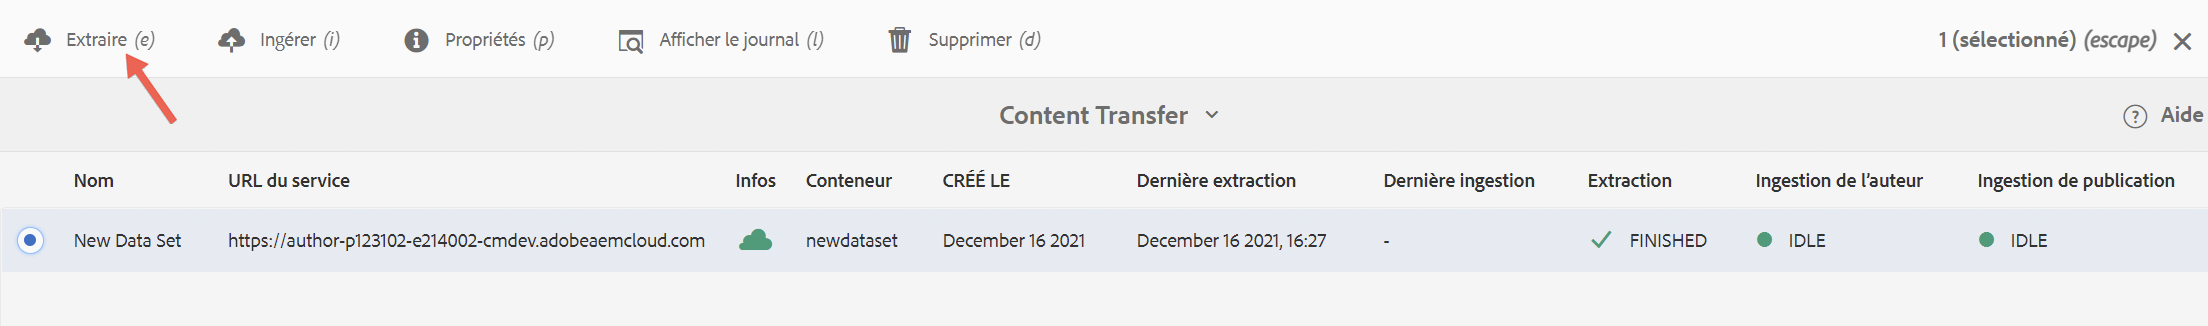 Extraire (e) Ingérer (i) Propriétés (p) Afficher le journal (l) Supprimer (d) 1 (sélectionné) (escape)
Content Transfer ? Aide
Nom URL du service Infos Conteneur CRÉÉ LE Dernière extraction Dernière ingestion Extraction Ingestion de l’auteur Ingestion de publication
New Data Set https://author-p123102-e214002-cmdev.adobeaemcloud.com newdataset December 16 2021 December 16 2021, 16:27 - FINISHED IDLE IDLE